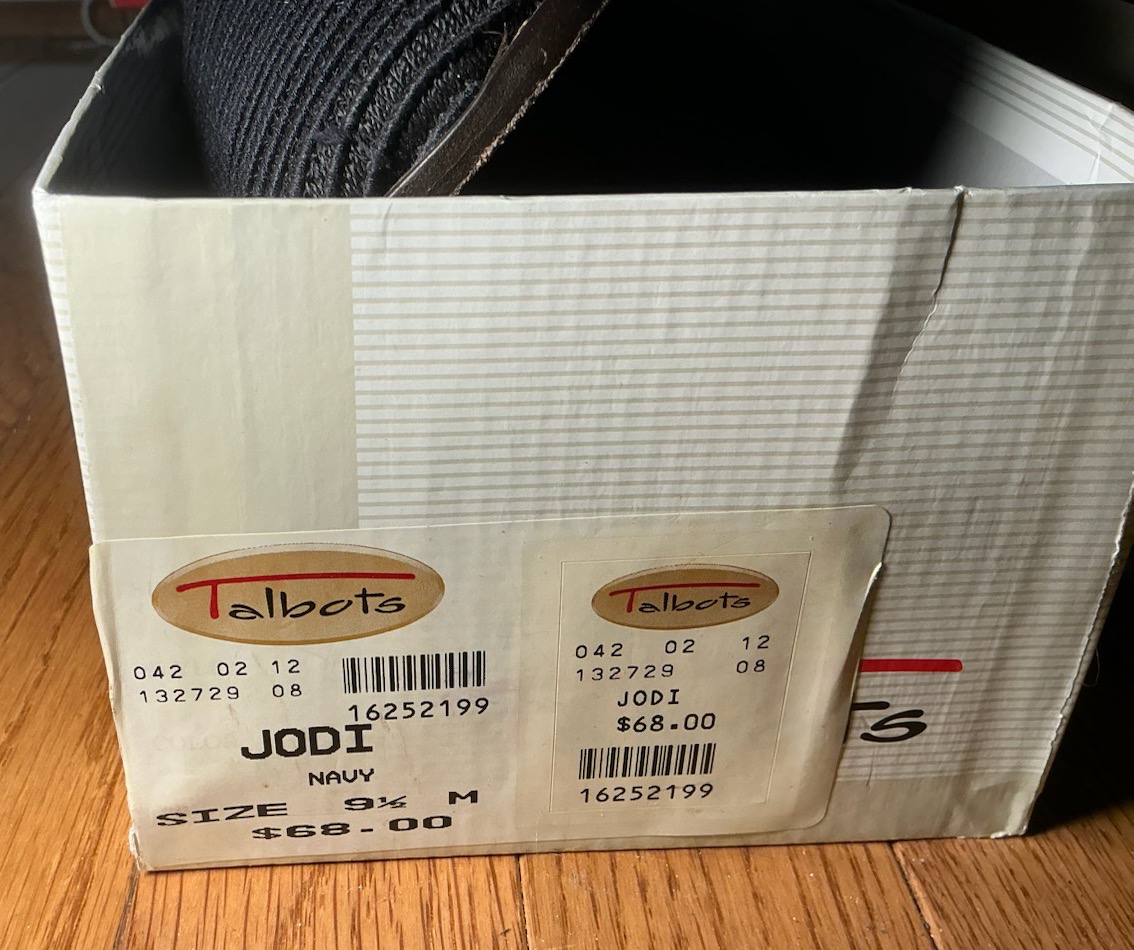 Talbots
042 02 12
132729 08
16252199
JODI
NAVY
SIZE 9½ M
$68.00
Talbots
042 02 12
132729 08
JODI
$68.00
16252199
TS